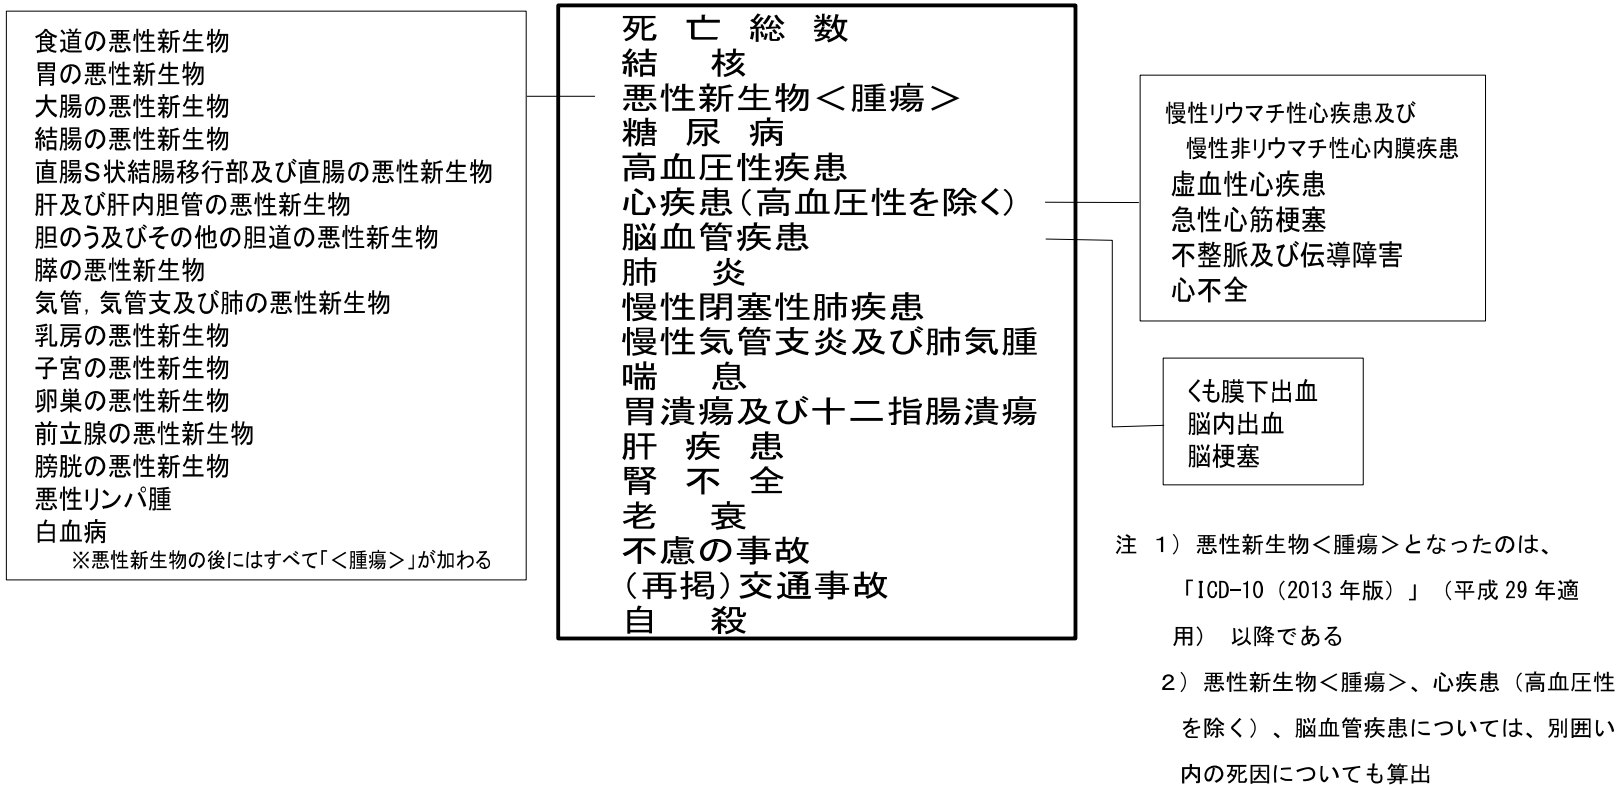 食道の悪性新生物
胃の悪性新生物
大腸の悪性新生物
結腸の悪性新生物
直腸S状結腸移行部及び直腸の悪性新生物
肝及び肝内胆管の悪性新生物
胆のう及びその他の胆道の悪性新生物
膵の悪性新生物
気管,気管支及び肺の悪性新生物
乳房の悪性新生物
子宮の悪性新生物
卵巣の悪性新生物
前立腺の悪性新生物
膀胱の悪性新生物
悪性リンパ腫
白血病
※悪性新生物の後にはすべて「<腫瘍>」が加わる
死 亡 総 数
結 核
悪性新生物<腫瘍>
糖 尿 病
高血圧性疾患
心疾患(高血圧性を除く)
脳血管疾患
肺 炎
慢性閉塞性肺疾患
慢性気管支炎及び肺気腫
喘 息
胃潰瘍及び十二指腸潰瘍
肝 疾 患
腎 不 全
老 衰
不慮の事故
(再掲)交通事故
自 殺
慢性リウマチ性心疾患及び
慢性非リウマチ性心内膜疾患
虚血性心疾患
急性心筋梗塞
不整脈及び伝導障害
心不全
くも膜下出血
脳内出血
脳梗塞
注 1)悪性新生物<腫瘍>となったのは、
「ICD-10(2013年版)」(平成29年適
用) 以降である
2)悪性新生物<腫瘍>、心疾患(高血圧性
を除く)、脳血管疾患については、別囲い
内の死因についても算出